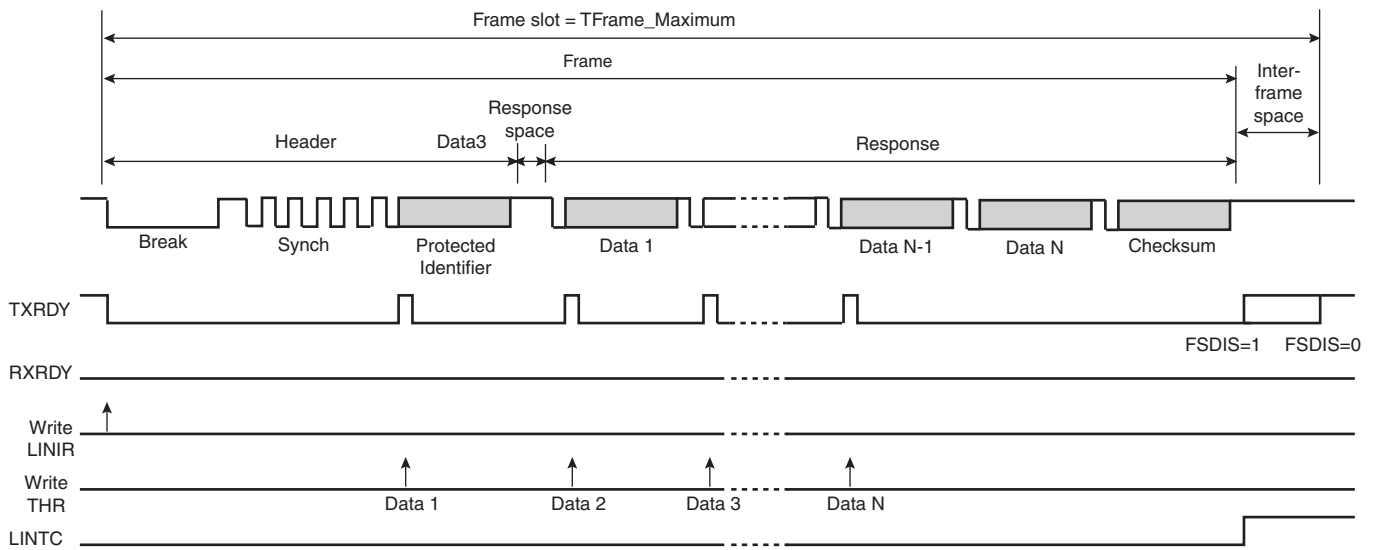 Frame slot = TFrame_Maximum
Frame
Inter-
frame
space
Response
space
Header
Data3
Response
Break
Synch
Protected
Identifier
Data 1
Data N-1
Data N
Checksum
TXRDY
FSDIS=1
FSDIS=0
RXRDY
Write
LINIR
Write
THR
Data 1
Data 2
Data 3
Data N
LINTC